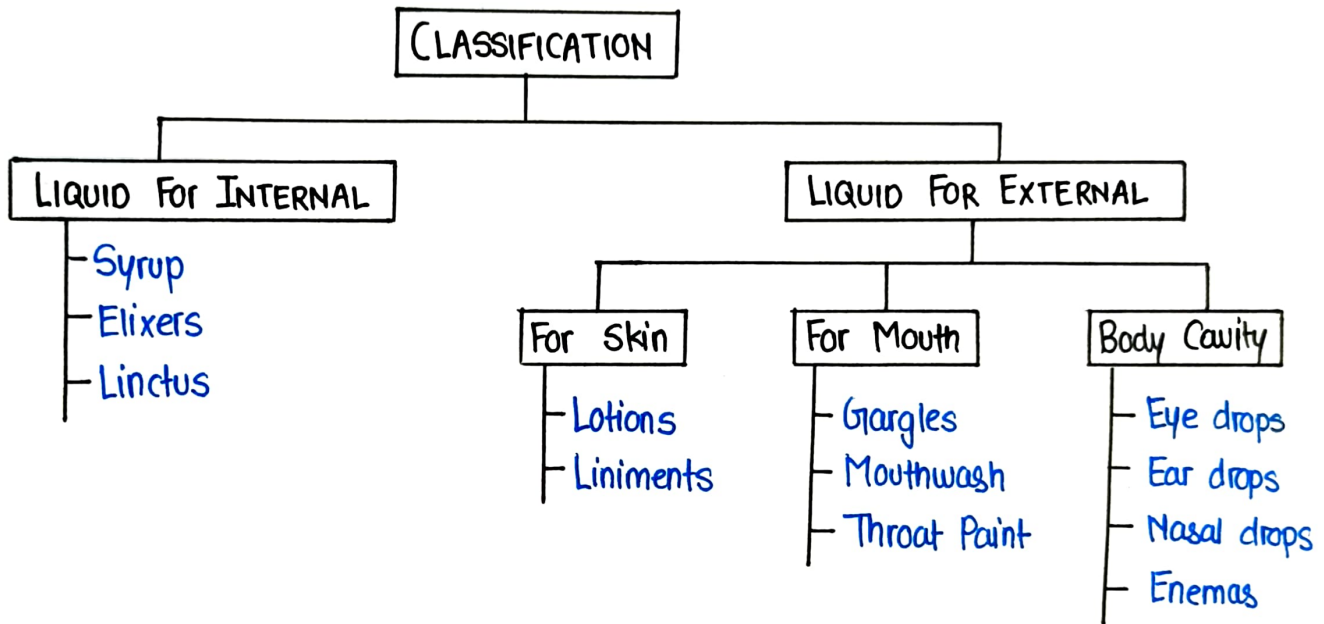 CLASSIFICATION
LIQUID For INTERNAL
LIQUID FOR EXTERNAL
Syrup
Elixers
Linctus
For Skin
For Mouth
Body Cavity
Lotions
Liniments
Gargles
Mouthwash
Throat Paint
Eye drops
Ear drops
Nasal drops
Enemas